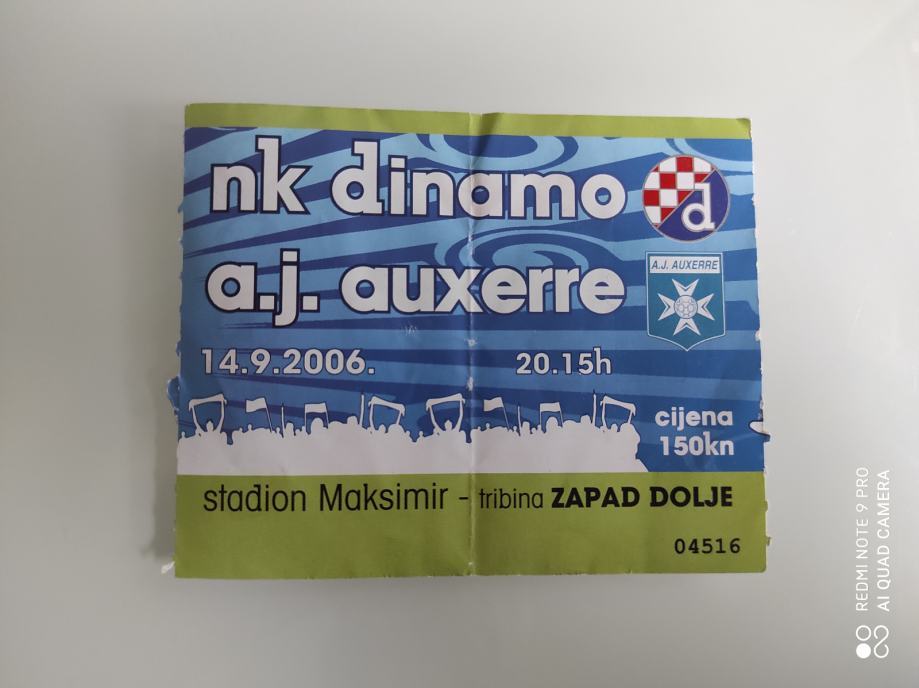 nk dinamo
d
a.j. auxerre
A.J. AUXERRE
14.9.2006. 20.15h
cijena
150kn
stadion Maksimir - tribina ZAPAD DOLJE
04516
REDMI NOTE 9 PRO
AI QUAD CAMERA